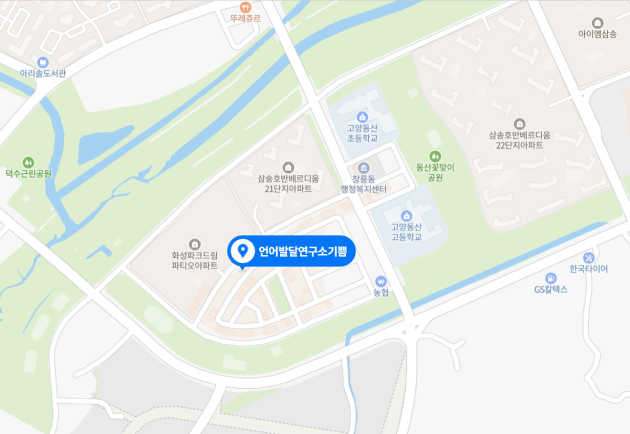 뚜레쥬르
아이엠삼송
아리솔도서관
고양동산
초등학교
삼송호반베르디움
22단지아파트
덕수근린공원
삼송호반베르디움
21단지아파트
창릉동
행정복지센터
동산꽃맞이
공원
고양동산
고등학교
화성파크드림
파티오아파트
언어발달연구소기쁨
한국타이어
GS칼텍스
농협